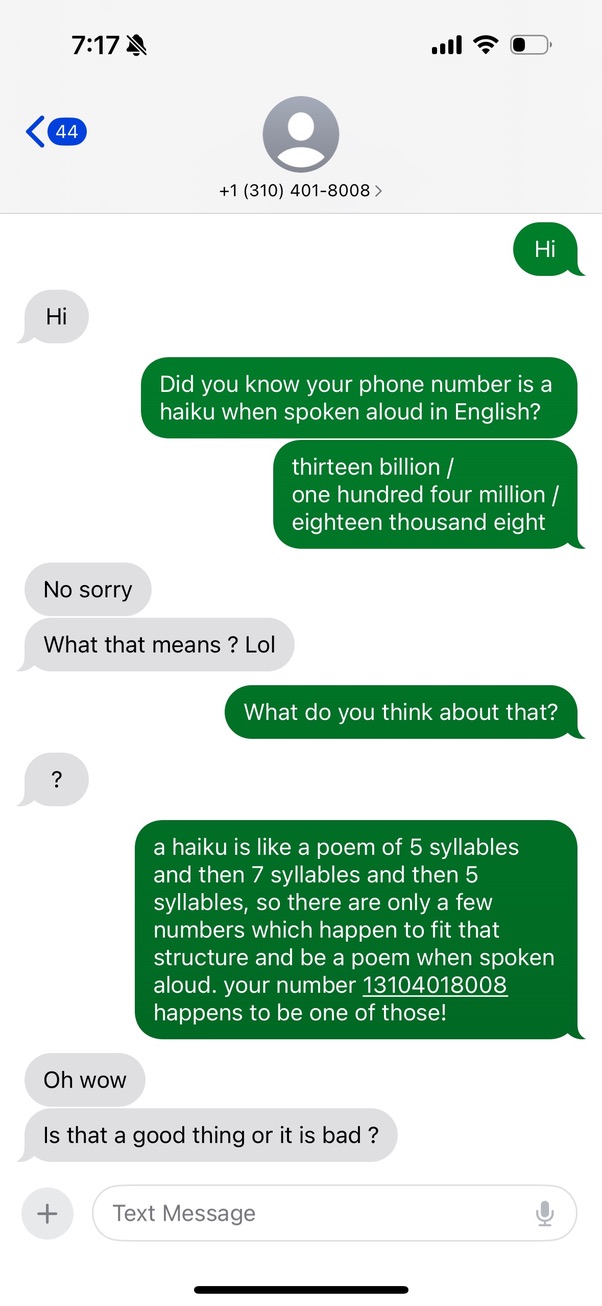 7:17
44
+1 (310) 401-8008
Hi
Hi
Did you know your phone number is a
haiku when spoken aloud in English?
thirteen billion /
one hundred four million /
eighteen thousand eight
No sorry
What that means ? Lol
What do you think about that?
?
a haiku is like a poem of 5 syllables
and then 7 syllables and then 5
syllables, so there are only a few
numbers which happen to fit that
structure and be a poem when spoken
aloud. your number 13104018008
happens to be one of those!
Oh wow
Is that a good thing or it is bad ?
Text Message